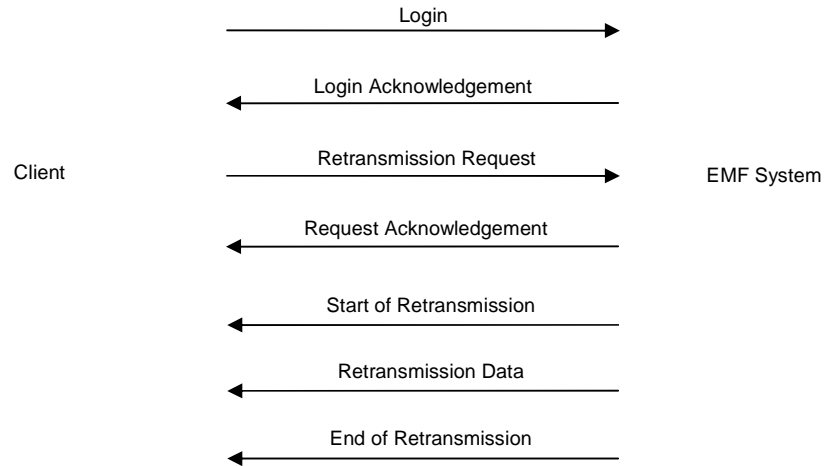 Login
Login Acknowledgement
Client
Retransmission Request
EMF System
Request Acknowledgement
Start of Retransmission
Retransmission Data
End of Retransmission